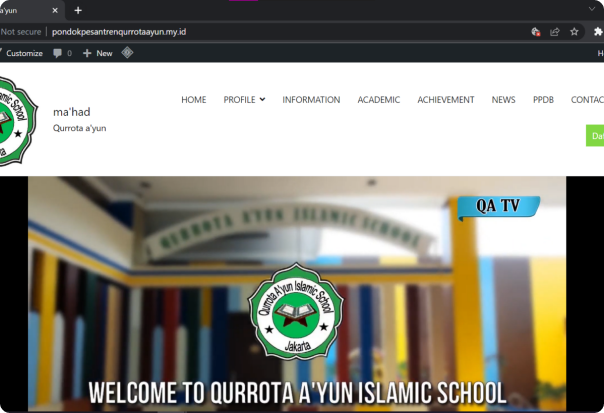 a'yun
Not secure
pondokpesantrenqurrotaayun.my.id
Customize
0
New
ma'had
Qurrota a'yun
HOME
PROFILE
INFORMATION
ACADEMIC
ACHIEVEMENT
NEWS
PPDB
CONTAC
Da
QURROTA A'YUN ISLAMIC SCHOOL
QA TV
Qurrota A'yun Islamic School
Jakarta
WELCOME TO QURROTA A'YUN ISLAMIC SCHOOL